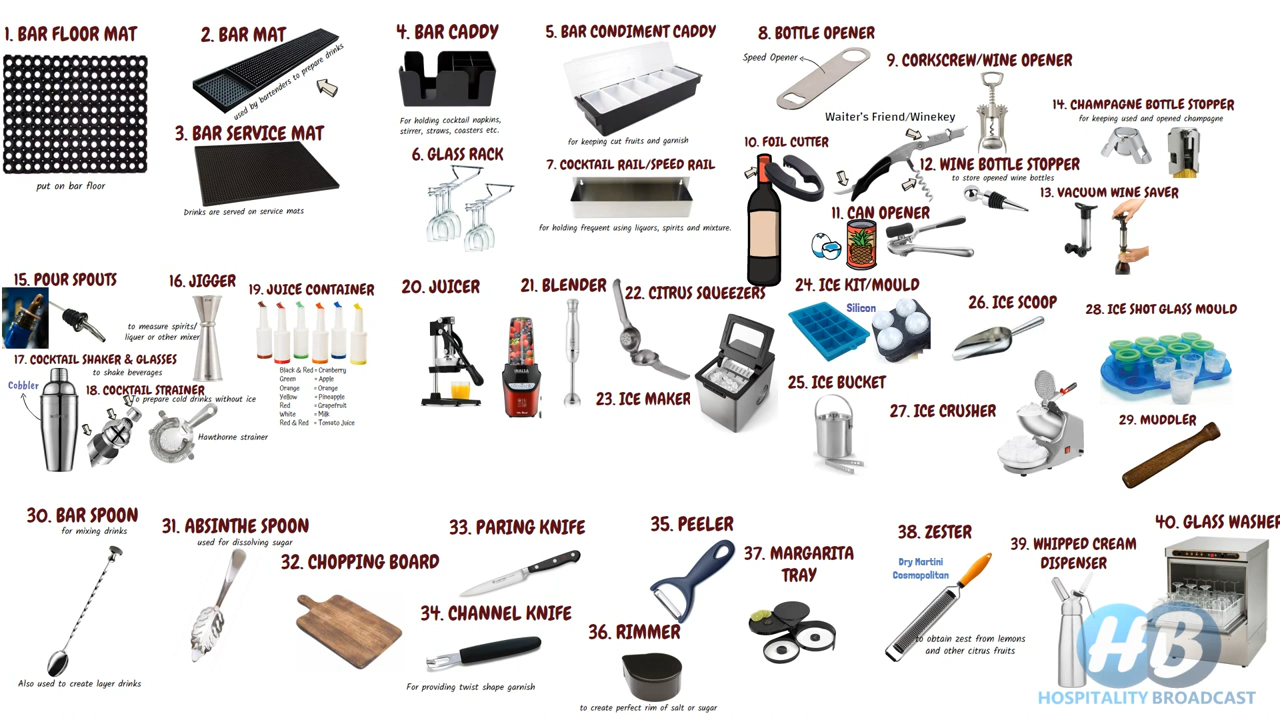 1. BAR FLOOR MAT
put on bar floor
2. BAR MAT
used by bartenders to prepare drinks
3. BAR SERVICE MAT
Drinks are served on service mats
4. BAR CADDY
For holding cocktail napkins,
stirrer, straws, coasters etc.
5. BAR CONDIMENT CADDY
for keeping cut fruits and garnish
6. GLASS RACK
7. COCKTAIL RAIL/SPEED RAIL
for holding frequent using liquors, spirits and mixture.
8. BOTTLE OPENER
Speed Opener
9. CORKSCREW/WINE OPENER
Waiter's Friend/Winekey
10. FOIL CUTTER
11. CAN OPENER
12. WINE BOTTLE STOPPER
to store opened wine bottles
13. VACUUM WINE SAVER
14. CHAMPAGNE BOTTLE STOPPER
for keeping used and opened champagne
15. POUR SPOUTS
16. JIGGER
to measure spirits/
liquer or other mixer
17. COCKTAIL SHAKER & GLASSES
to shake beverages
Cobbler
18. COCKTAIL STRAINER
To prepare cold drinks without ice
Hawthorne strainer
19. JUICE CONTAINER
Black & Red = Cranberry
Green = Apple
Orange = Orange
Yellow = Pineapple
Red = Grapefruit
White = Milk
Red & Red = Tomato Juice
20. JUICER
21. BLENDER
INALSA
22. CITRUS SQUEEZERS
23. ICE MAKER
24. ICE KIT/MOULD
Silicon
25. ICE BUCKET
26. ICE SCOOP
27. ICE CRUSHER
28. ICE SHOT GLASS MOULD
29. MUDDLER
30. BAR SPOON
for mixing drinks
Also used to create layer drinks
31. ABSINTHE SPOON
used for dissolving sugar
32. CHOPPING BOARD
33. PARING KNIFE
34. CHANNEL KNIFE
For providing twist shape garnish
35. PEELER
36. RIMMER
to create perfect rim of salt or sugar
37. MARGARITA
TRAY
38. ZESTER
Dry Martini
Cosmopolitan
to obtain zest from lemons
and other citrus fruits
39. WHIPPED CREAM
DISPENSER
40. GLASS WASHER
HB
HOSPITALITY BROADCAST